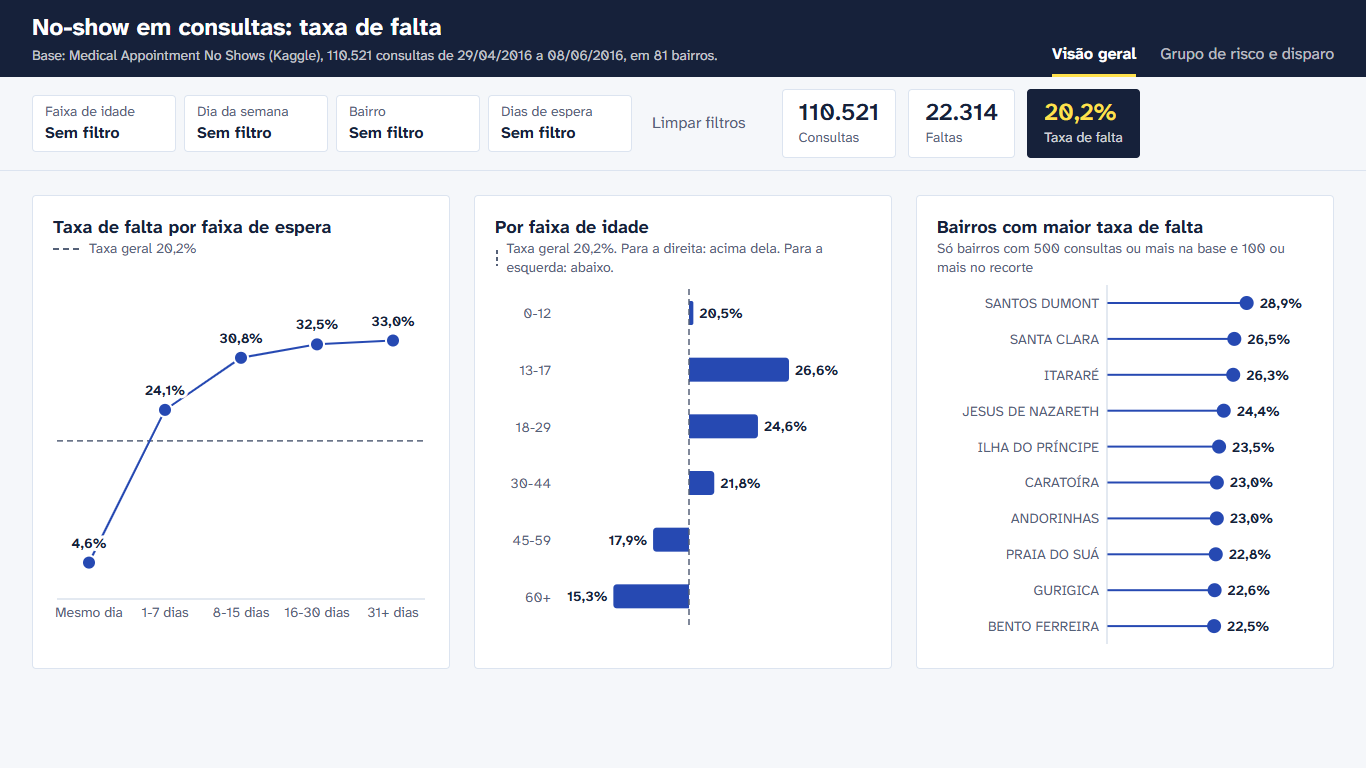 No-show em consultas: taxa de falta
Base: Medical Appointment No Shows (Kaggle), 110.521 consultas de 29/04/2016 a 08/06/2016, em 81 bairros.
Visão geral
Grupo de risco e disparo
Faixa de idade
Sem filtro
Dia da semana
Sem filtro
Bairro
Sem filtro
Dias de espera
Sem filtro
Limpar filtros
110.521
Consultas
22.314
Faltas
20,2%
Taxa de falta
Taxa de falta por faixa de espera
Taxa geral 20,2%
4,6%
24,1%
30,8%
32,5%
33,0%
Mesmo dia
1-7 dias
8-15 dias
16-30 dias
31+ dias
Por faixa de idade
Taxa geral 20,2%. Para a direita: acima dela. Para a
esquerda: abaixo.
0-12
20,5%
13-17
26,6%
18-29
24,6%
30-44
21,8%
45-59
17,9%
60+
15,3%
Bairros com maior taxa de falta
Só bairros com 500 consultas ou mais na base e 100 ou
mais no recorte
SANTOS DUMONT
28,9%
SANTA CLARA
26,5%
ITARARÉ
26,3%
JESUS DE NAZARETH
24,4%
ILHA DO PRÍNCIPE
23,5%
CARATOÍRA
23,0%
ANDORINHAS
23,0%
PRAIA DO SUÁ
22,8%
GURIGICA
22,6%
BENTO FERREIRA
22,5%